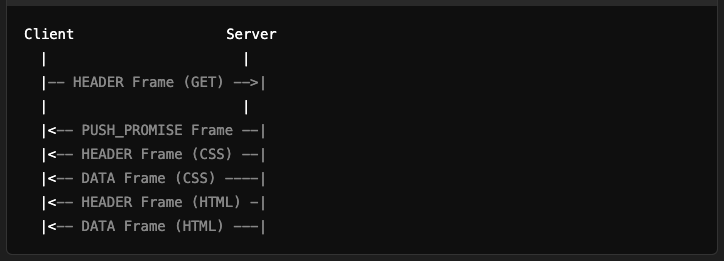 Client                  Server
  |                        |
  |-- HEADER Frame (GET) -->|
  |                        |
  |<-- PUSH_PROMISE Frame --|
  |<-- HEADER Frame (CSS) --|
  |<-- DATA Frame (CSS) ----|
  |<-- HEADER Frame (HTML) -|
  |<-- DATA Frame (HTML) ---|